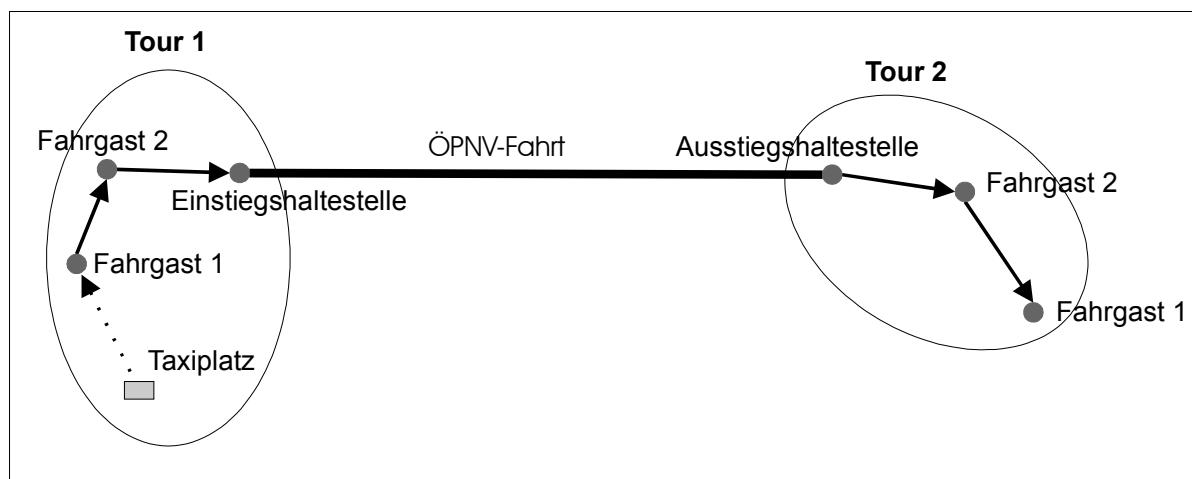 Tour 1
Tour 2
Fahrgast 2
ÖPNV-Fahrt
Ausstiegshaltestelle
Fahrgast 2
Einstiegshaltestelle
Fahrgast 1
Fahrgast 1
Taxiplatz